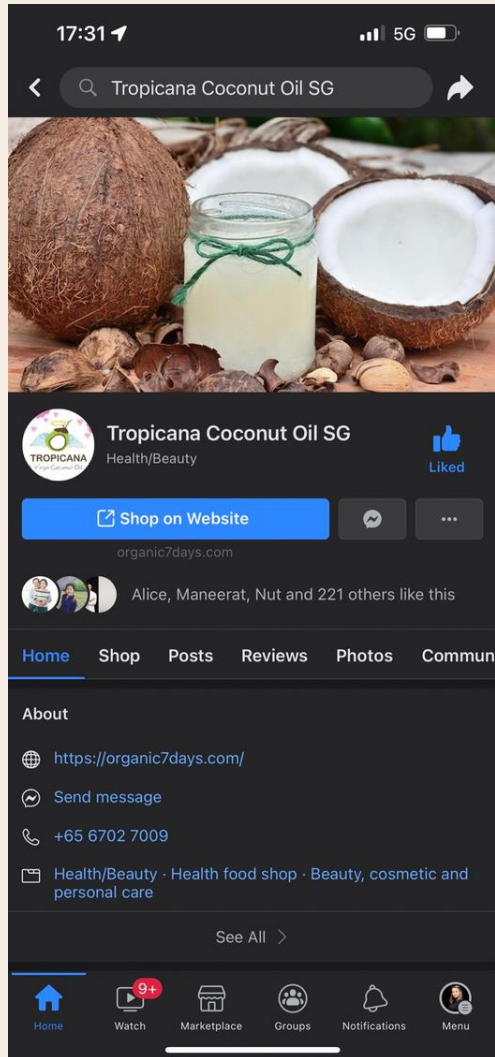 17:31
5G
Tropicana Coconut Oil SG
TROPICANA
Virgin Coconut Oil
Tropicana Coconut Oil SG
Health/Beauty
Liked
Shop on Website
organic7days.com
Alice, Maneerat, Nut and 221 others like this
Home Shop Posts Reviews Photos Commun
About
https://organic7days.com/
Send message
+65 6702 7009
Health/Beauty · Health food shop · Beauty, cosmetic and
personal care
See All
9+
Home Watch Marketplace Groups Notifications Menu